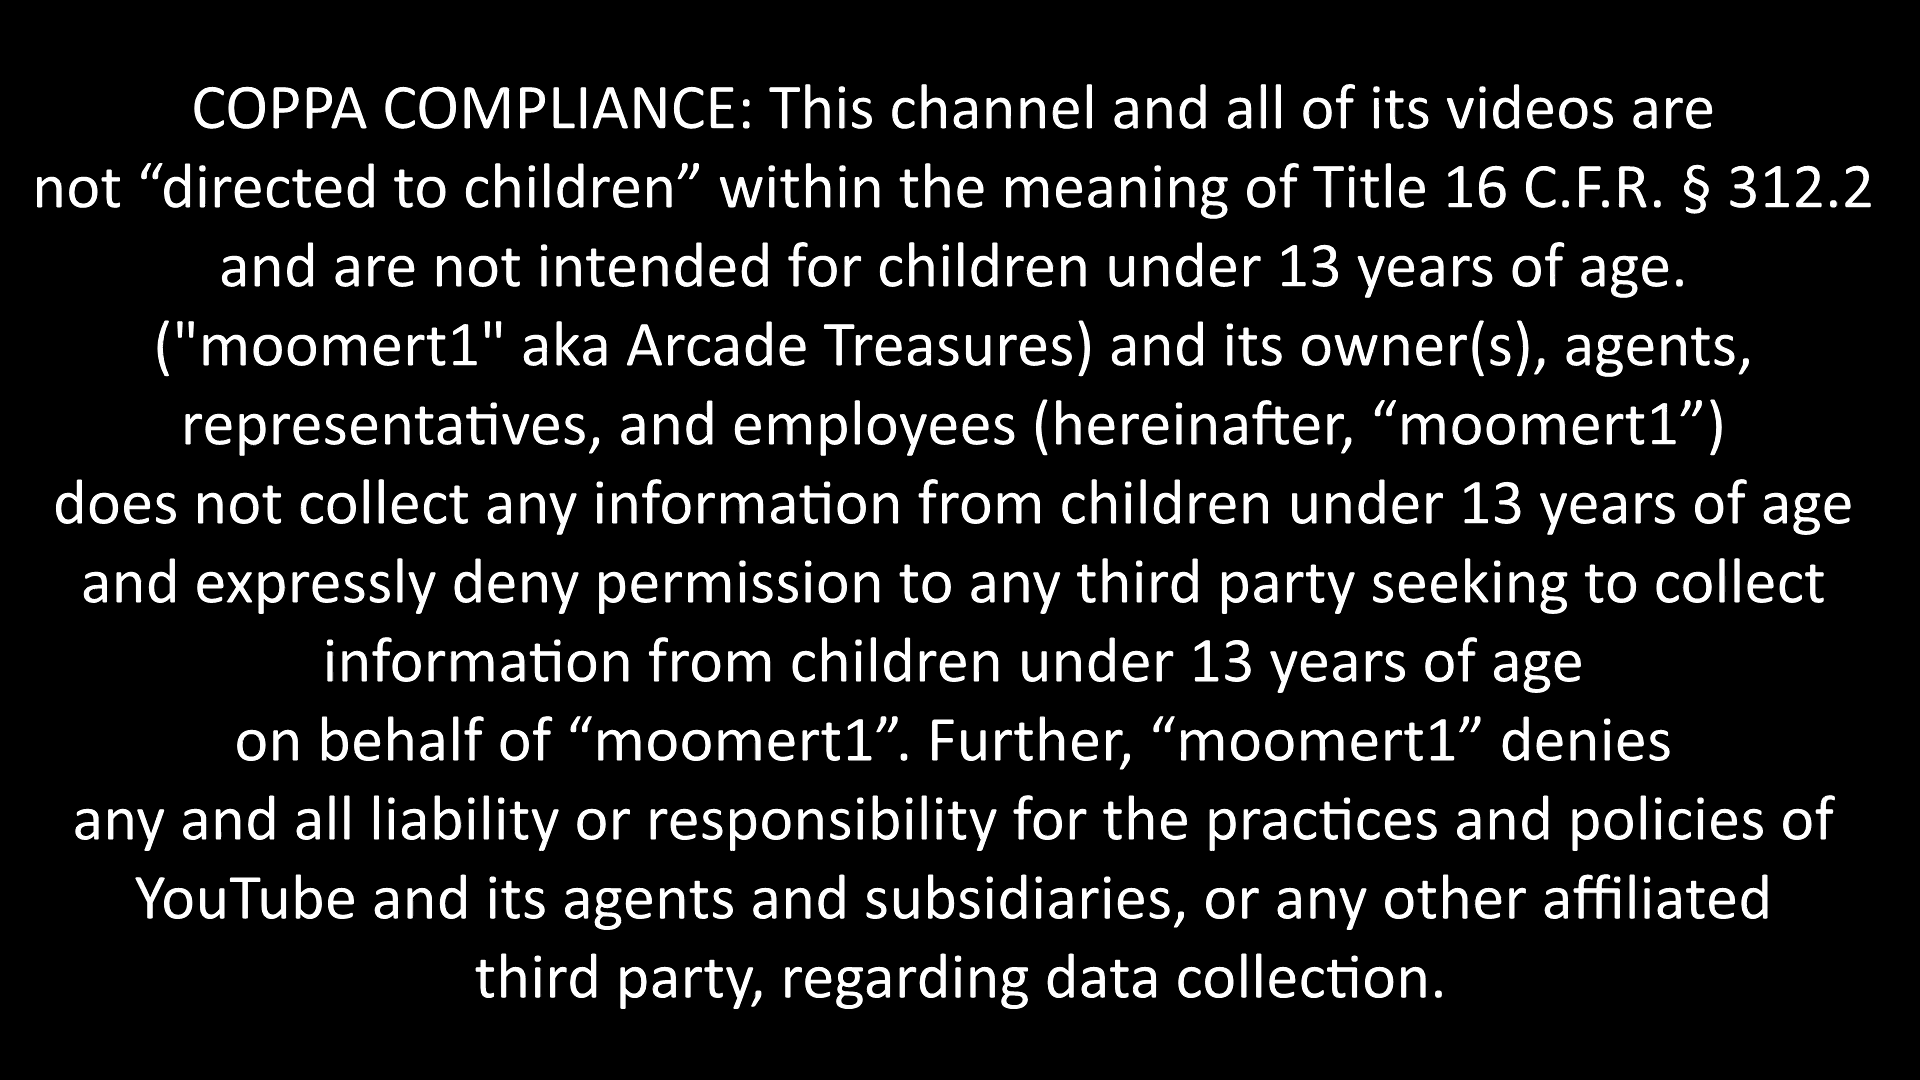 COPPA COMPLIANCE: This channel and all of its videos are
not “directed to children” within the meaning of Title 16 C.F.R. § 312.2
and are not intended for children under 13 years of age.
("moomert1" aka Arcade Treasures) and its owner(s), agents,
representatives, and employees (hereinafter, “moomert1”)
does not collect any information from children under 13 years of age
and expressly deny permission to any third party seeking to collect
information from children under 13 years of age
on behalf of “moomert1”. Further, “moomert1” denies
any and all liability or responsibility for the practices and policies of
YouTube and its agents and subsidiaries, or any other affiliated
third party, regarding data collection.